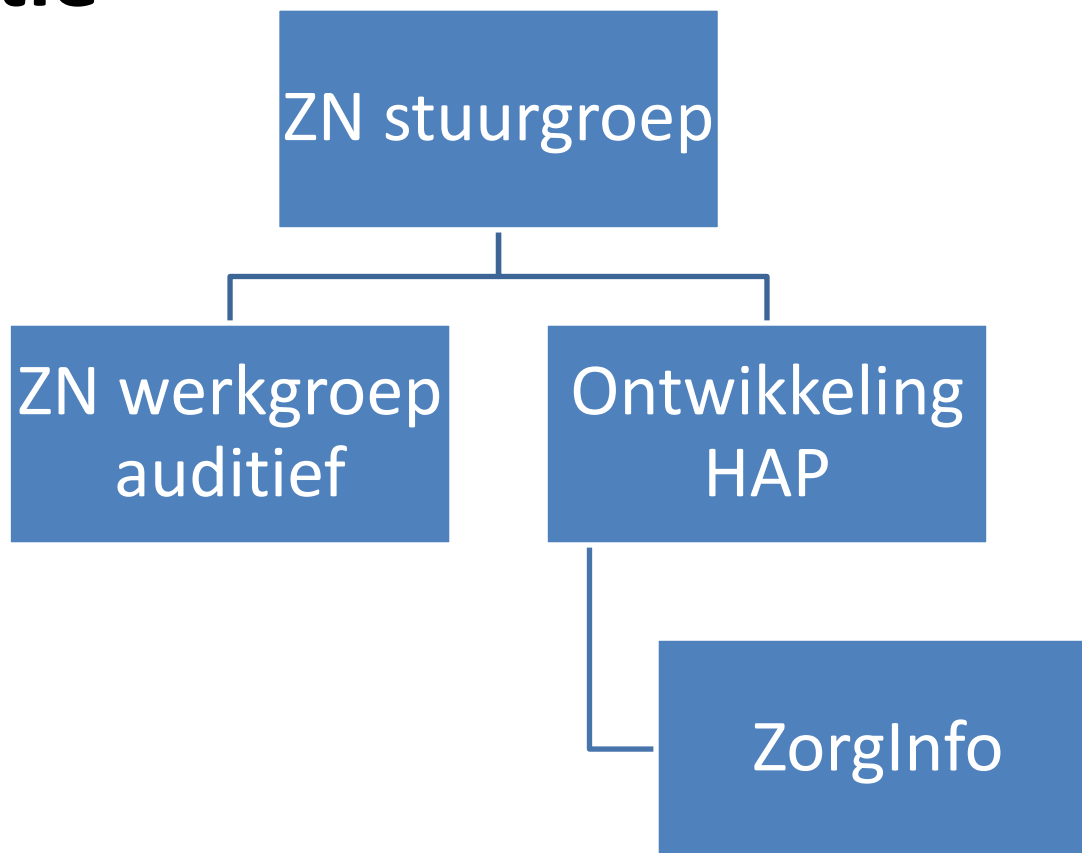 ZN stuurgroep
ZN werkgroep
auditief
Ontwikkeling
HAP
ZorgInfo